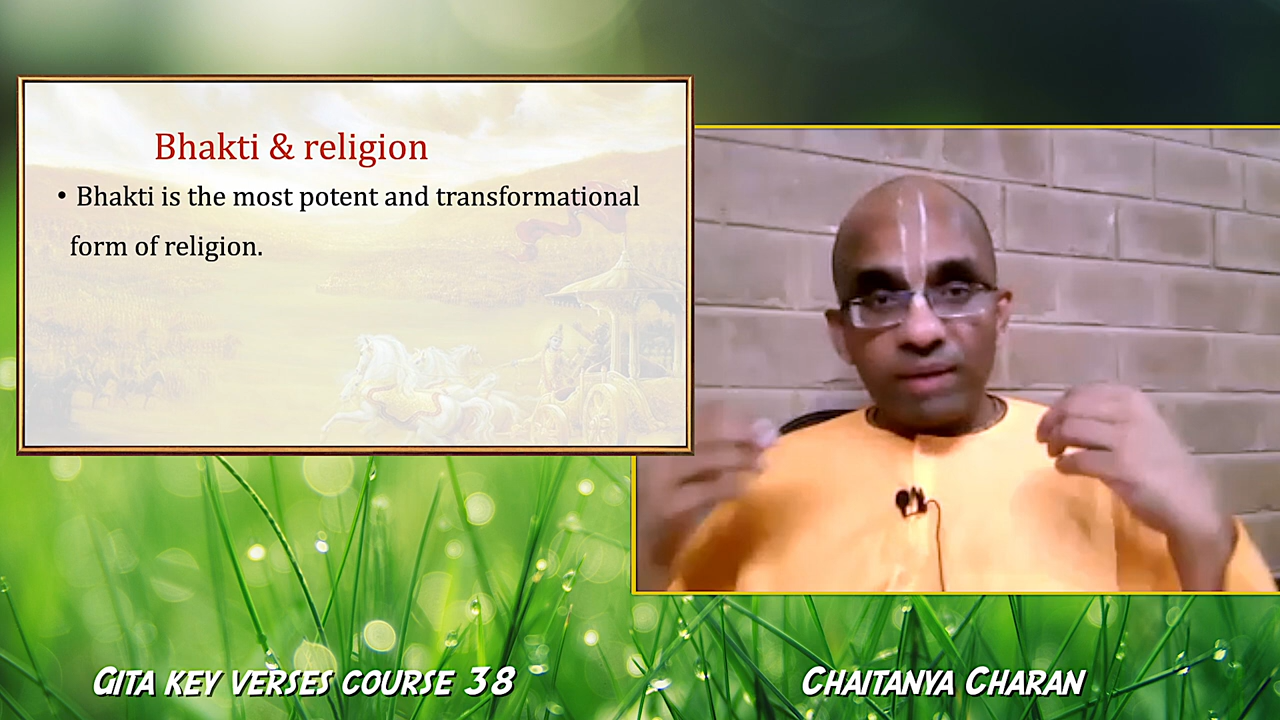 Bhakti & religion
• Bhakti is the most potent and transformational
form of religion.
GITA KEY VERSES COURSE 38
CHAITANYA CHARAN